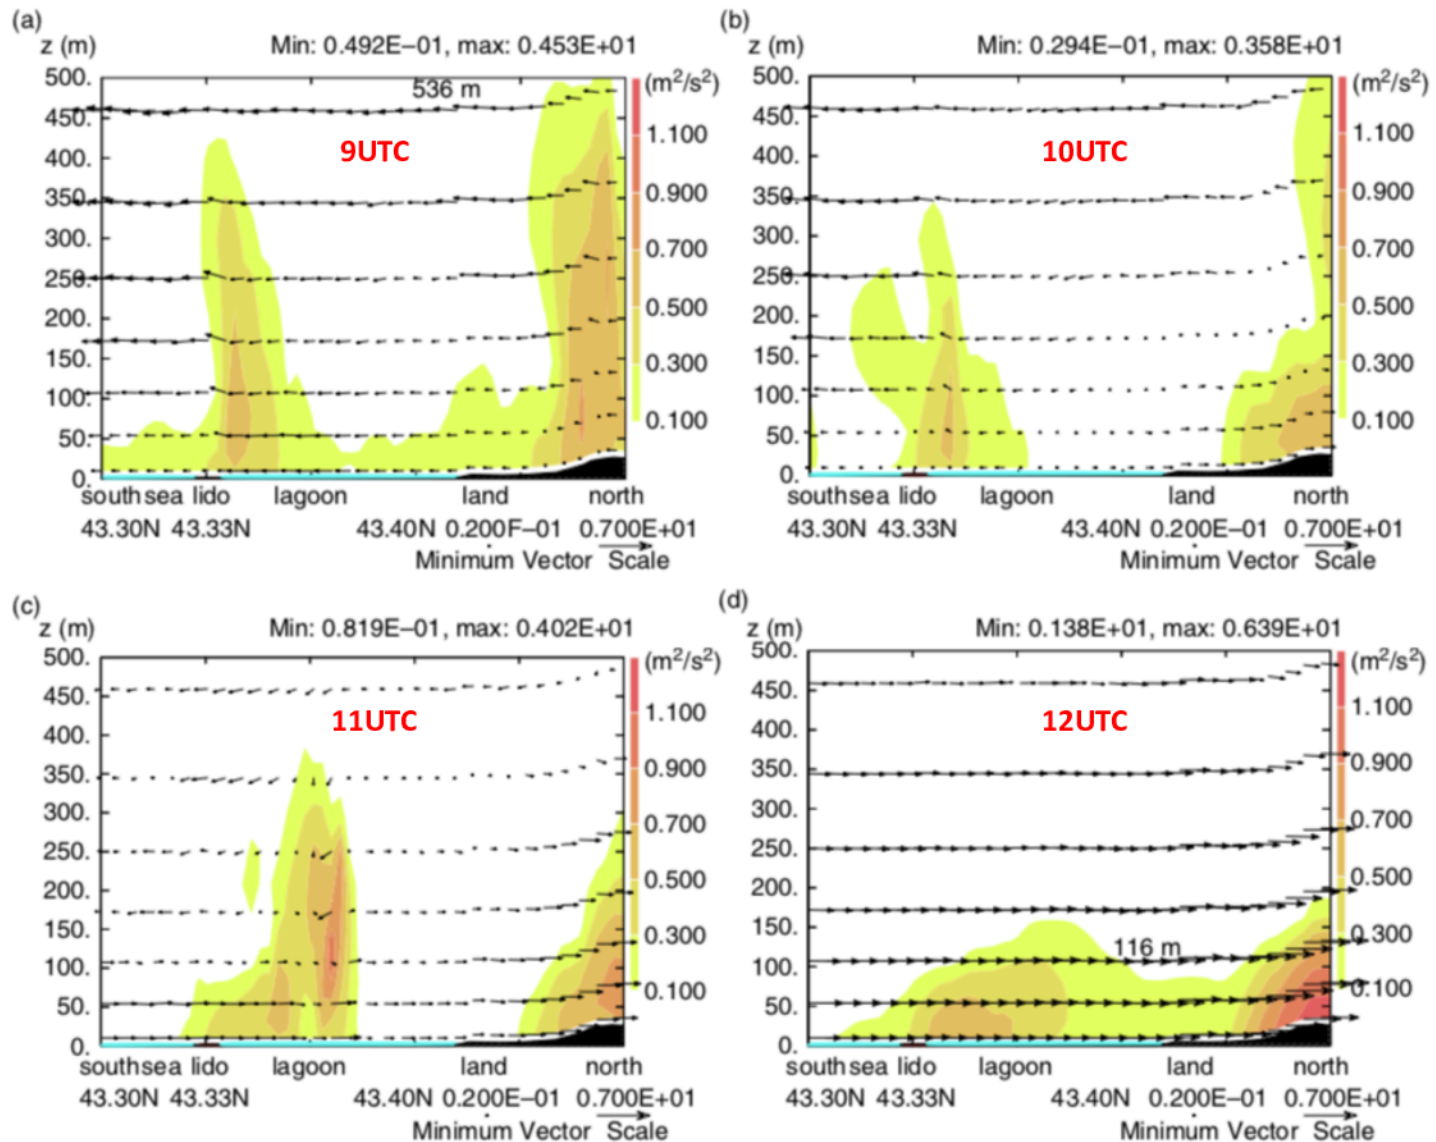 (a)
z (m)
Min: 0.492E−01, max: 0.453E+01
500.
450.
400.
350.
300.
250.
200.
150.
100.
50.
0.
536 m
9UTC
(m²/s²)
1.100
0.900
0.700
0.500
0.300
0.100
south sea lido lagoon land north
43.30N 43.33N 43.40N 0.200F−01 0.700E+01
Minimum Vector Scale
(b)
z (m)
Min: 0.294E−01, max: 0.358E+01
500.
450.
400.
350.
300.
250.
200.
150.
100.
50.
0.
10UTC
(m²/s²)
1.100
0.900
0.700
0.500
0.300
0.100
south sea lido lagoon land north
43.30N 43.33N 43.40N 0.200F−01 0.700E+01
Minimum Vector Scale
(c)
z (m)
Min: 0.819E−01, max: 0.402E+01
500.
450.
400.
350.
300.
250.
200.
150.
100.
50.
0.
11UTC
(m²/s²)
1.100
0.900
0.700
0.500
0.300
0.100
south sea lido lagoon land north
43.30N 43.33N 43.40N 0.200E−01 0.700E+01
Minimum Vector Scale
(d)
z (m)
Min: 0.138E+01, max: 0.639E+01
500.
450.
400.
350.
300.
250.
200.
150.
100.
50.
0.
12UTC
116 m
(m²/s²)
1.100
0.900
0.700
0.500
0.300
0.100
south sea lido lagoon land north
43.30N 43.33N 43.40N 0.200E−01 0.700E+01
Minimum Vector Scale